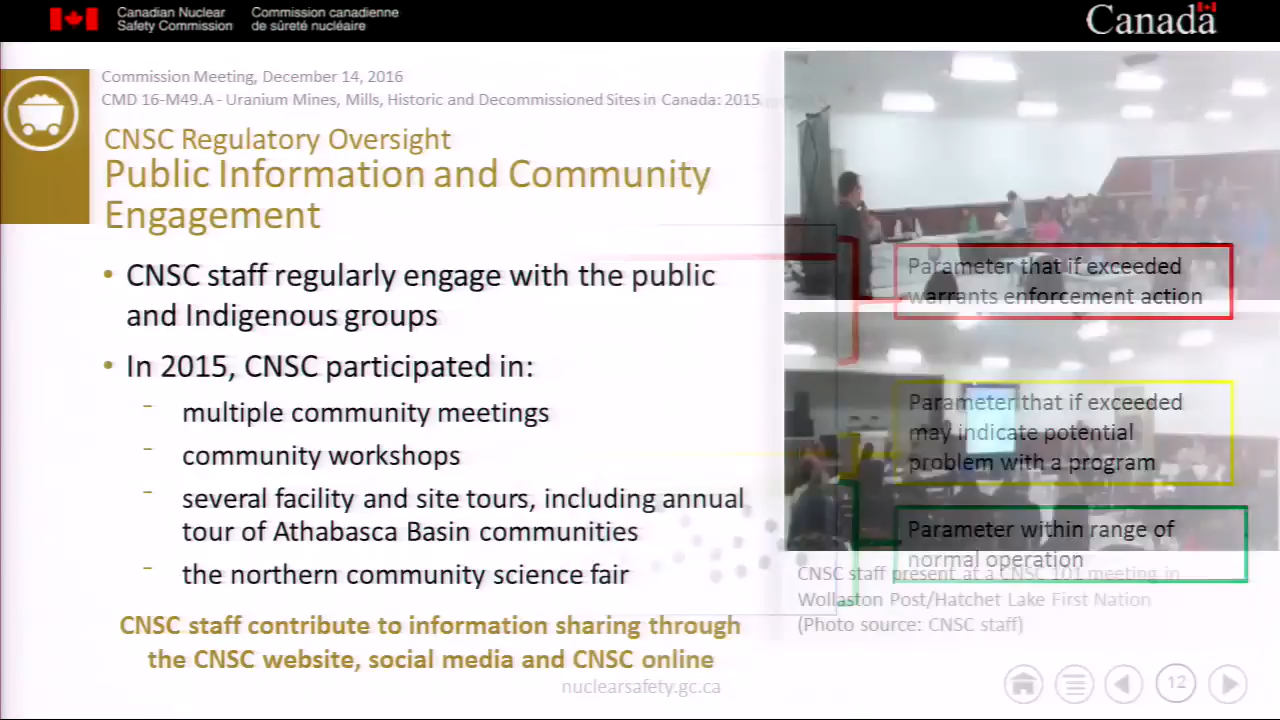 Canadian Nuclear
Safety Commission
Commission canadienne
de sûreté nucléaire
Canada
Commission Meeting, December 14, 2016
CMD 16-M49.A - Uranium Mines, Mills, Historic and Decommissioned Sites in Canada: 2015
CNSC Regulatory Oversight
Public Information and Community
Engagement
• CNSC staff regularly engage with the public
and Indigenous groups
• In 2015, CNSC participated in:
- multiple community meetings
- community workshops
- several facility and site tours, including annual
tour of Athabasca Basin communities
- the northern community science fair
CNSC staff contribute to information sharing through
the CNSC website, social media and CNSC online
Parameter that if exceeded
warrants enforcement action
Parameter that if exceeded
may indicate potential
problem with a program
Parameter within range of
normal operation
CNSC staff present at a CNSC 101 meeting in
Wollaston Post/Hatchet Lake First Nation
(Photo source: CNSC staff)
nuclearsafety.gc.ca
12